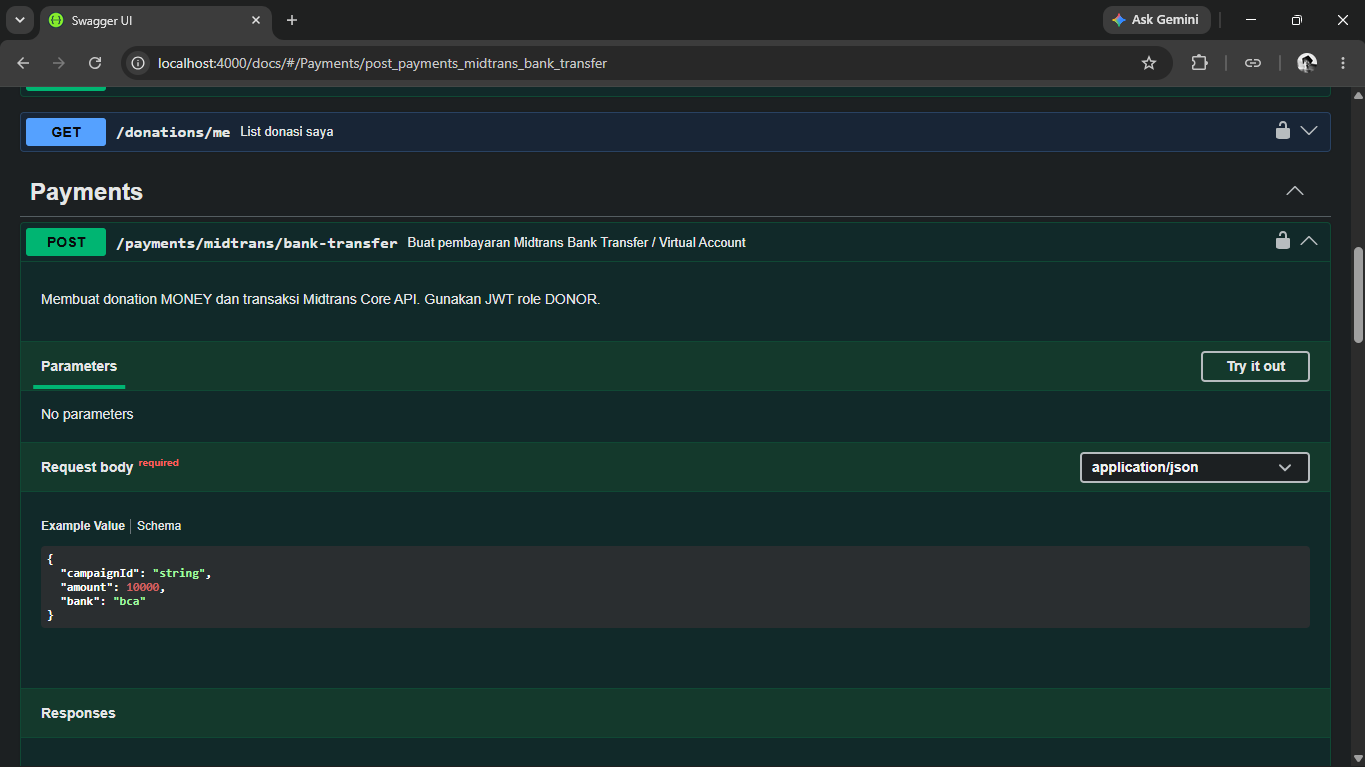 Swagger UI
Ask Gemini
localhost:4000/docs/#/Payments/post_payments_midtrans_bank_transfer
GET /donations/me List donasi saya
Payments
POST /payments/midtrans/bank-transfer Buat pembayaran Midtrans Bank Transfer / Virtual Account
Membuat donation MONEY dan transaksi Midtrans Core API. Gunakan JWT role DONOR.
Parameters
Try it out
No parameters
Request body required
application/json
Example Value Schema
{
"campaignId": "string",
"amount": 10000,
"bank": "bca"
}
Responses